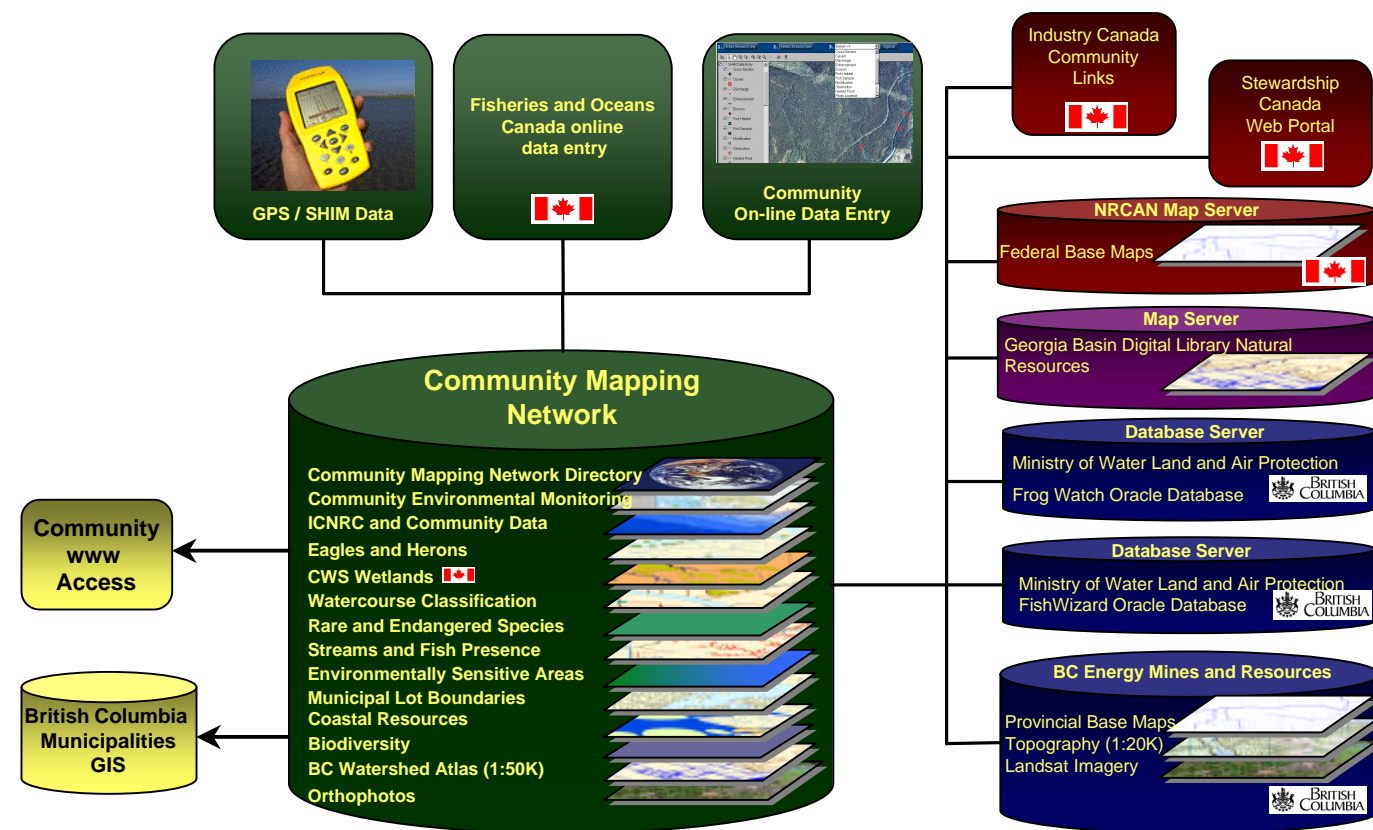 GPS / SHIM Data
Fisheries and Oceans
Canada online
data entry
Community
On-line Data Entry
Industry Canada
Community
Links
Stewardship
Canada
Web Portal
NRCAN Map Server
Federal Base Maps
Map Server
Georgia Basin Digital Library Natural
Resources
Database Server
Ministry of Water Land and Air Protection
Frog Watch Oracle Database
BRITISH
COLUMBIA
Database Server
Ministry of Water Land and Air Protection
FishWizard Oracle Database
BRITISH
COLUMBIA
BC Energy Mines and Resources
Provincial Base Maps
Topography (1:20K)
Landsat Imagery
BRITISH
COLUMBIA
Community Mapping
Network
Community Mapping Network Directory
Community Environmental Monitoring
ICNRC and Community Data
Eagles and Herons
CWS Wetlands
Watercourse Classification
Rare and Endangered Species
Streams and Fish Presence
Environmentally Sensitive Areas
Municipal Lot Boundaries
Coastal Resources
Biodiversity
BC Watershed Atlas (1:50K)
Orthophotos
Community
www
Access
British Columbia
Municipalities
GIS